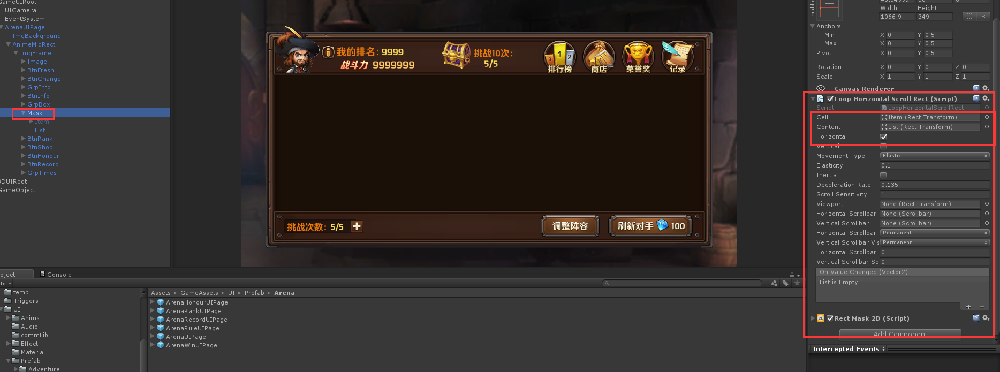 GameUIRoot
UICamera
EventSystem
ArenaUIPage
ImgBackground
AnimeMidRect
ImgFrame
Image
BtnFresh
BtnChange
GrpInfo
BtnInfo
GrpBox
Mask
Item
List
BtnRank
BtnShop
BtnHonour
BtnRecord
GrpTimes
3DUIRoot
GameObject
我的排名: 9999
战斗力 9999999
挑战10次:
5/5
3 1 2
排行榜
商店
荣誉奖
记录
挑战次数: 5/5
调整阵容
刷新对手 100
middle
Width Height
1066.9 349 R
Anchors
Min X 0 Y 0.5
Max X 0 Y 0.5
Pivot X 0 Y 0.5
Rotation X 0 Y 0 Z 0
Scale X 1 Y 1 Z 1
Canvas Renderer
Loop Horizontal Scroll Rect (Script)
Script LoopHorizontalScrollRect
Cell Item (Rect Transform)
Content List (Rect Transform)
Horizontal
Vertical
Movement Type Elastic
Elasticity 0.1
Inertia
Deceleration Rate 0.135
Scroll Sensitivity 1
Viewport None (Rect Transform)
Horizontal Scrollbar None (Scrollbar)
Vertical Scrollbar None (Scrollbar)
Horizontal Scrollbar Permanent
Vertical Scrollbar Vis Permanent
Horizontal Scrollbar 0
Vertical Scrollbar Sp 0
On Value Changed (Vector2)
List is Empty
2D Rect Mask 2D (Script)
Add Component
Intercepted Events
oject Console
te
temp
Triggers
UI
Anims
Audio
commLib
Effect
Material
Prefab
Adventure
Assets ▸ GameAssets ▸ UI ▸ Prefab ▸ Arena
ArenaHonourUIPage
ArenaRankUIPage
ArenaRecordUIPage
ArenaRuleUIPage
ArenaUIPage
ArenaWinUIPage